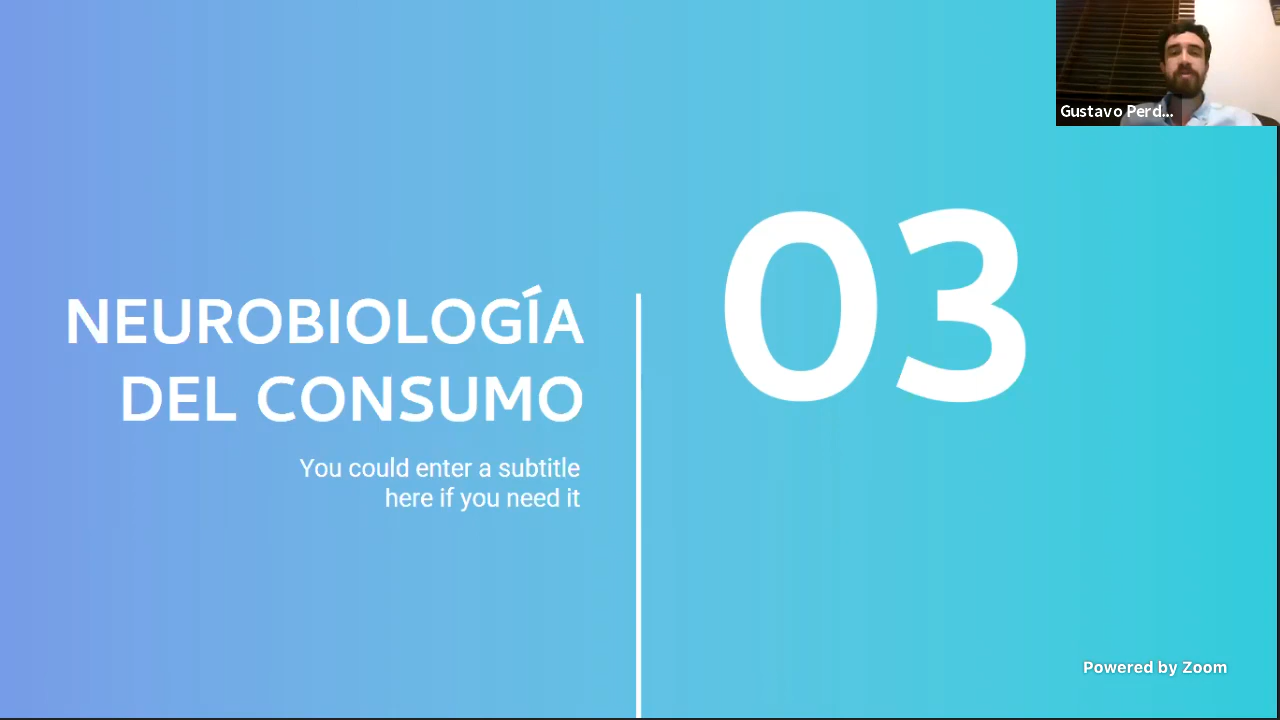 Gustavo Perd...
03
NEUROBIOLOGÍA
DEL CONSUMO
You could enter a subtitle
here if you need it
Powered by Zoom